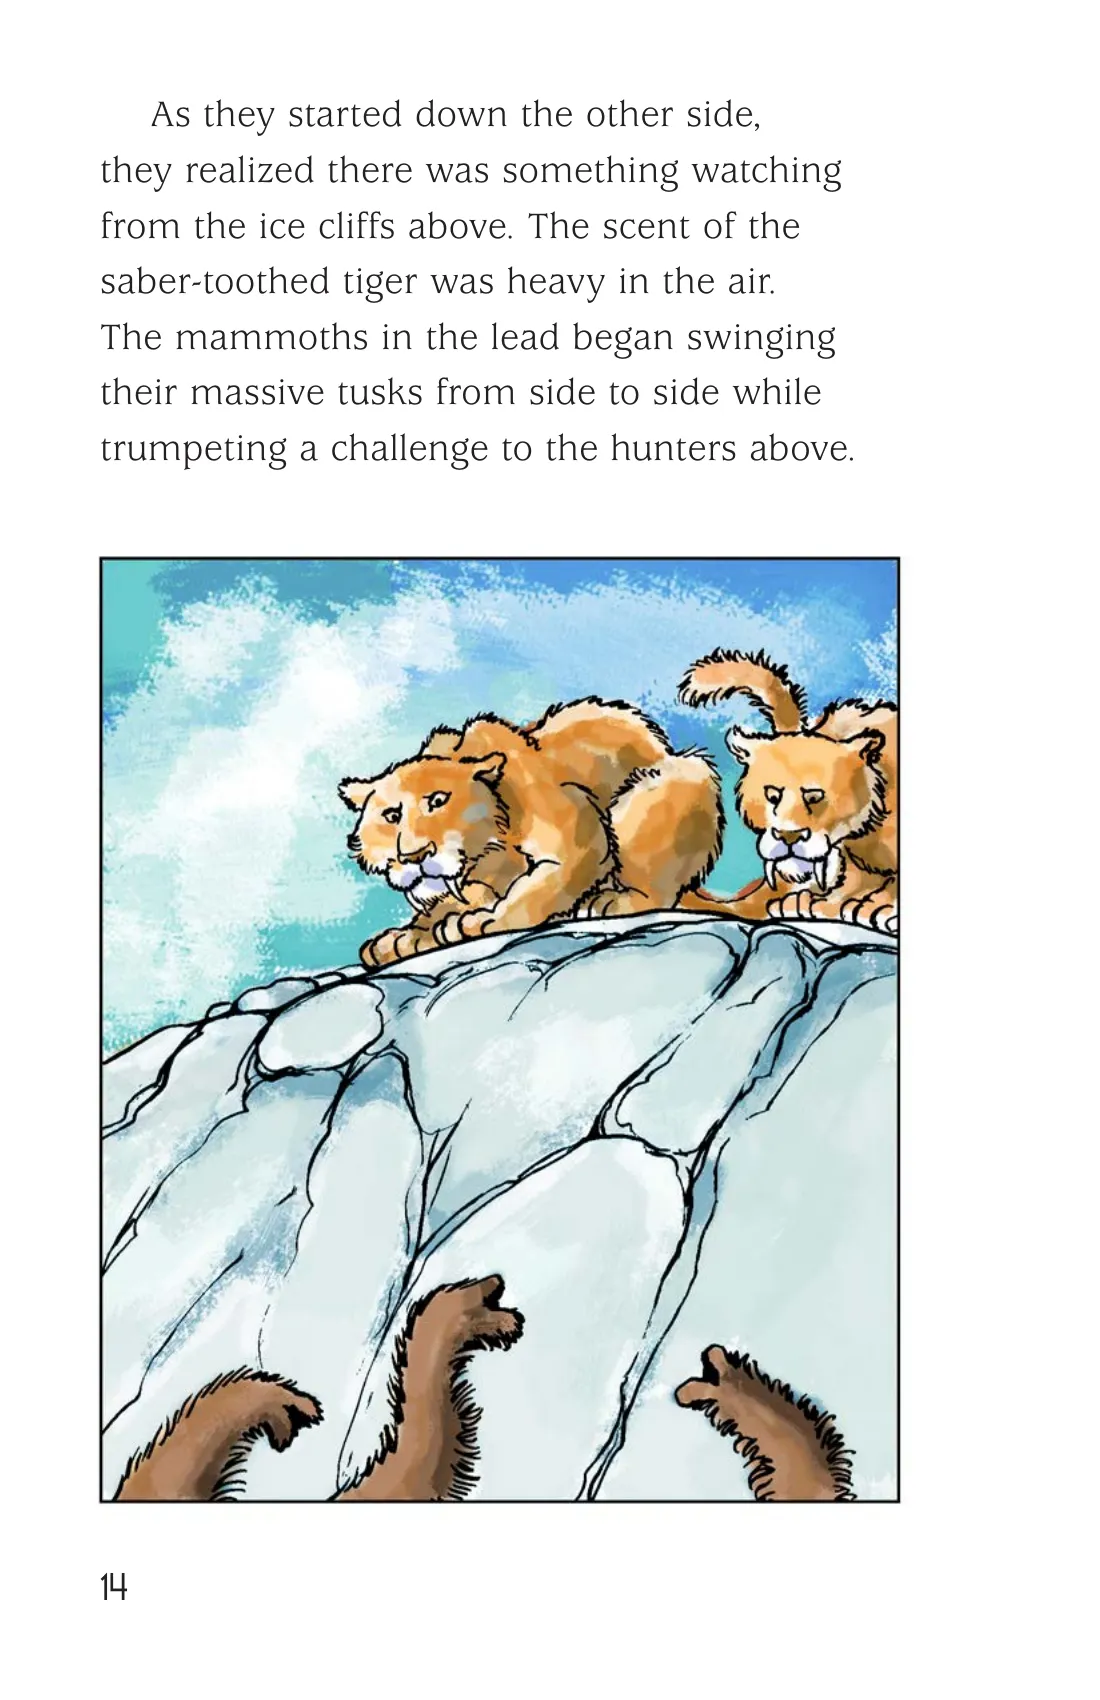 As they started down the other side,
they realized there was something watching
from the ice cliffs above. The scent of the
saber-toothed tiger was heavy in the air.
The mammoths in the lead began swinging
their massive tusks from side to side while
trumpeting a challenge to the hunters above.
14